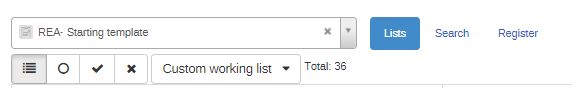 REA- Starting template Lists Search Register
Custom working list Total: 36